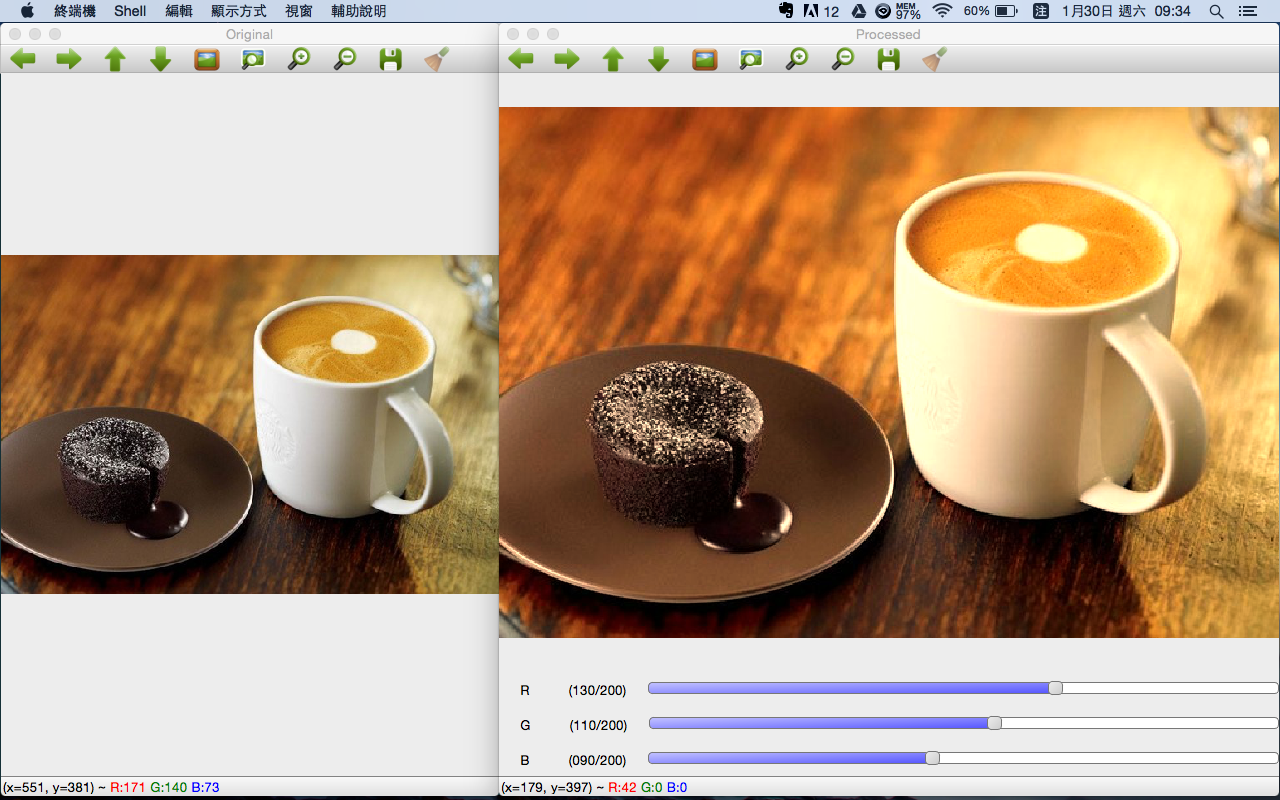 終端機 Shell 編輯 顯示方式 視窗 輔助說明 12 MEM 97% 60% 注 1月30日 週六 09:34
Original
Processed
R (130/200)
G (110/200)
B (090/200)
(x=551, y=381) ~ R:171 G:140 B:73
(x=179, y=397) ~ R:42 G:0 B:0